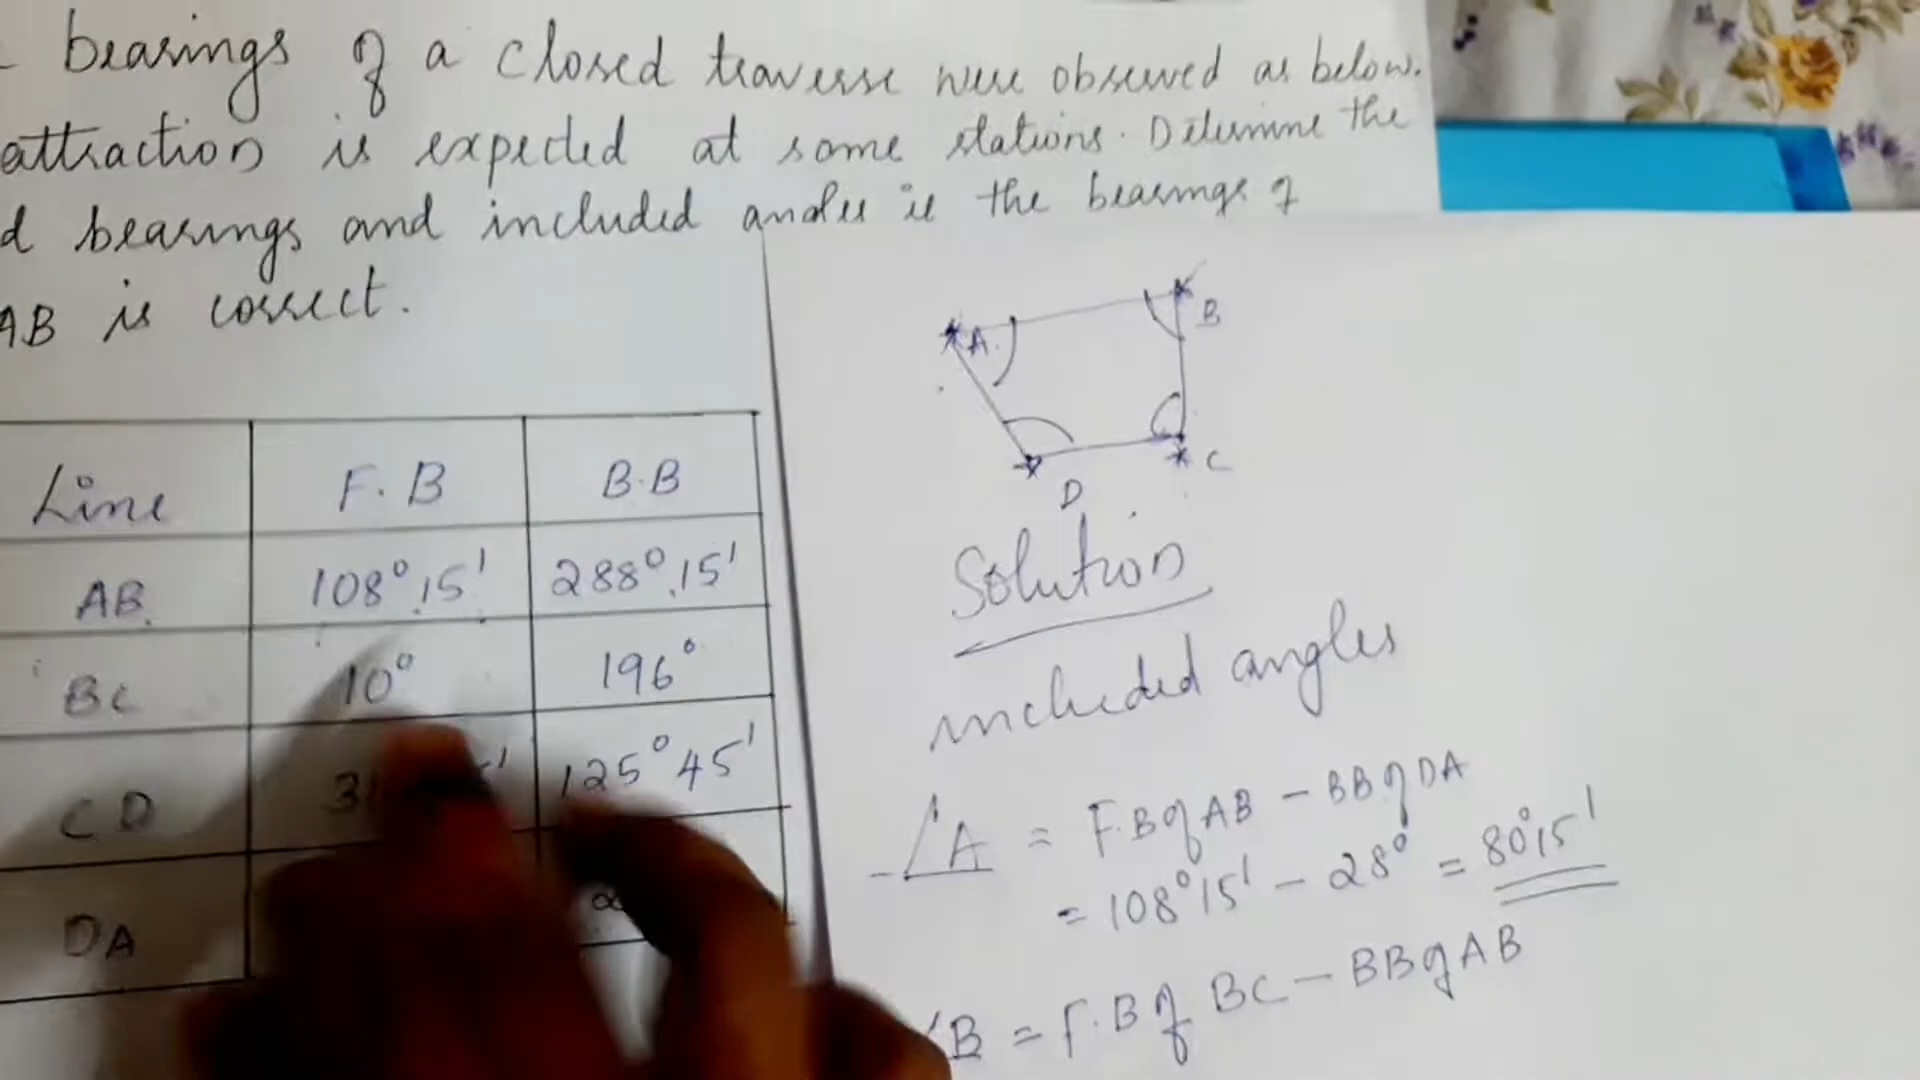 bearings of a closed traverse were observed as below.
attraction is expected at some stations. Determine the
d bearings and included angles if the bearings of
AB is correct.
A
B
C
D
Line F.B B.B
AB 108° 15' 288° 15'
BC 10° 196°
CD 125° 45'
DA
Solution
included angles
∠A = F.B of AB - BB of DA
= 108° 15' - 28° = 80° 15'
∠B = F.B of BC - BB of AB